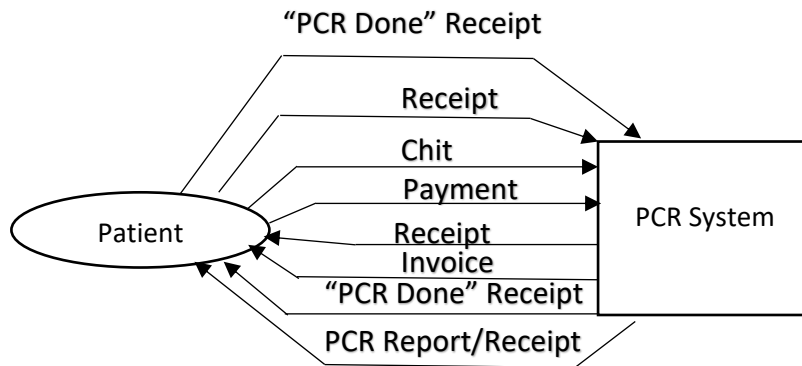 “PCR Done” Receipt
Receipt
Chit
Payment
Patient
PCR System
Receipt
Invoice
“PCR Done” Receipt
PCR Report/Receipt